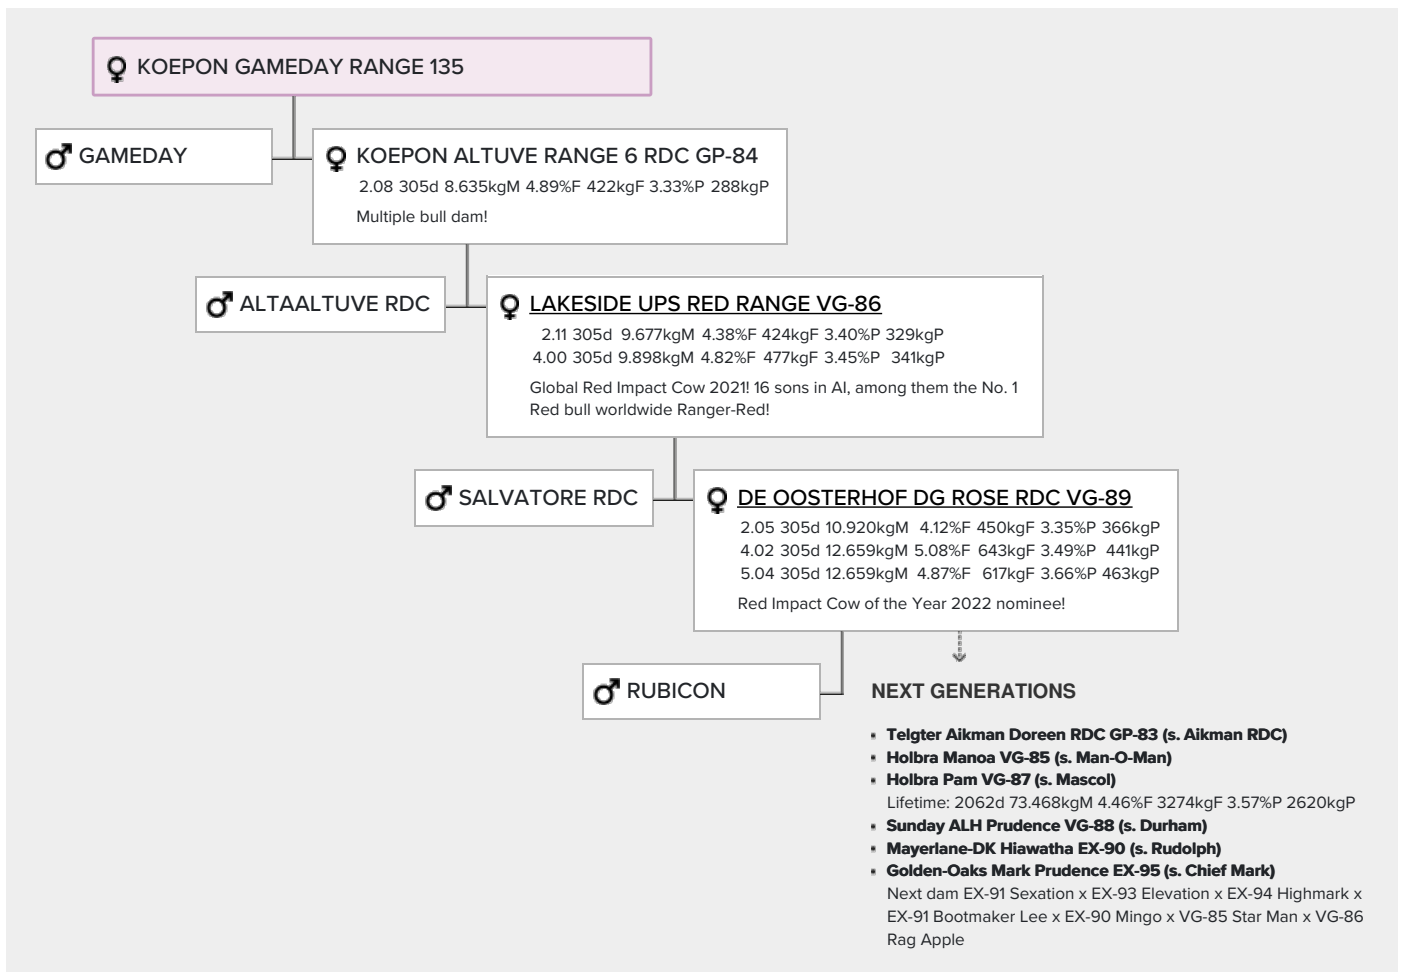 KOEPON GAMEDAY RANGE 135
GAMEDAY
KOEPON ALTUVE RANGE 6 RDC GP-84
2.08 305d 8.635kgM 4.89%F 422kgF 3.33%P 288kgP
Multiple bull dam!
ALTAALTUVE RDC
LAKESIDE UPS RED RANGE VG-86
2.11 305d 9.677kgM 4.38%F 424kgF 3.40%P 329kgP
4.00 305d 9.898kgM 4.82%F 477kgF 3.45%P 341kgP
Global Red Impact Cow 2021! 16 sons in AI, among them the No. 1
Red bull worldwide Ranger-Red!
SALVATORE RDC
DE OOSTERHOF DG ROSE RDC VG-89
2.05 305d 10.920kgM 4.12%F 450kgF 3.35%P 366kgP
4.02 305d 12.659kgM 5.08%F 643kgF 3.49%P 441kgP
5.04 305d 12.659kgM 4.87%F 617kgF 3.66%P 463kgP
Red Impact Cow of the Year 2022 nominee!
RUBICON
NEXT GENERATIONS
Telgter Aikman Doreen RDC GP-83 (s. Aikman RDC)
Holbra Manoa VG-85 (s. Man-O-Man)
Holbra Pam VG-87 (s. Mascol)
Lifetime: 2062d 73.468kgM 4.46%F 3274kgF 3.57%P 2620kgP
Sunday ALH Prudence VG-88 (s. Durham)
Mayerlane-DK Hiawatha EX-90 (s. Rudolph)
Golden-Oaks Mark Prudence EX-95 (s. Chief Mark)
Next dam EX-91 Sexation x EX-93 Elevation x EX-94 Highmark x
EX-91 Bootmaker Lee x EX-90 Mingo x VG-85 Star Man x VG-86
Rag Apple